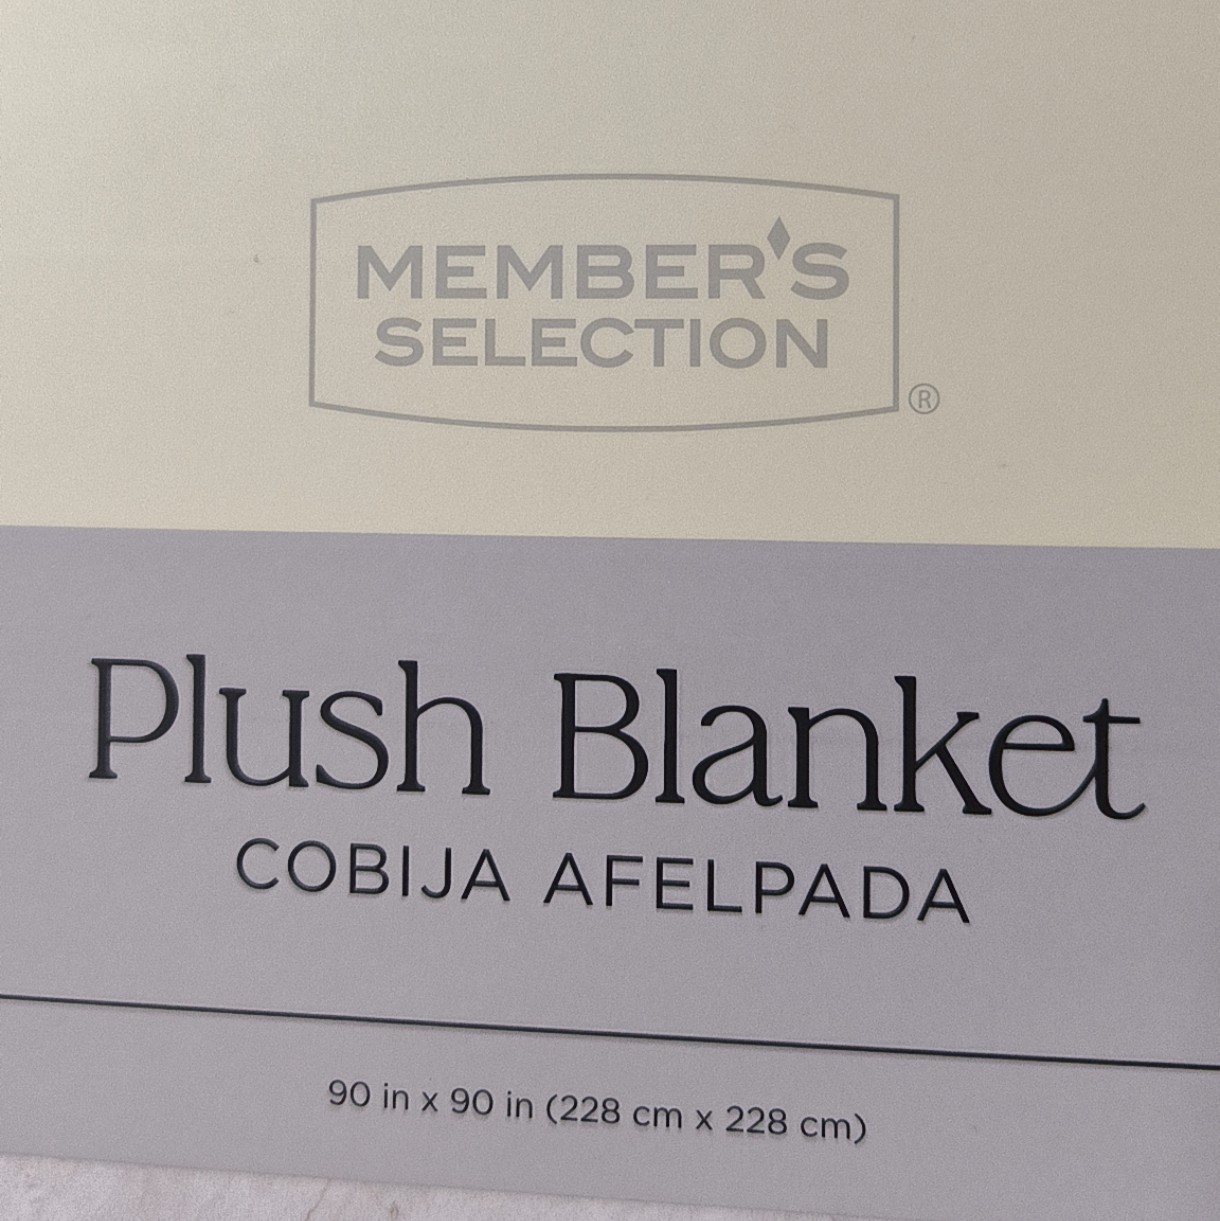 MEMBER'S
SELECTION
®
Plush Blanket
COBIJA AFELPADA
90 in x 90 in (228 cm x 228 cm)